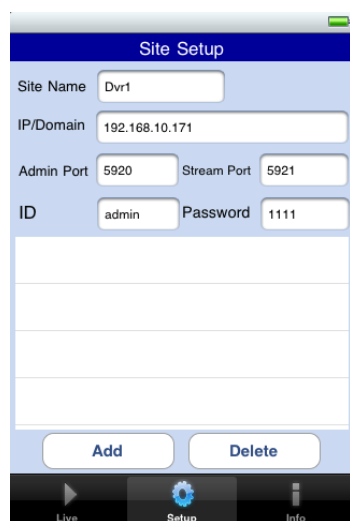 Site Setup
Site Name Dvr1
IP/Domain 192.168.10.171
Admin Port 5920 Stream Port 5921
ID admin Password 1111
Add Delete
Live Setup Info